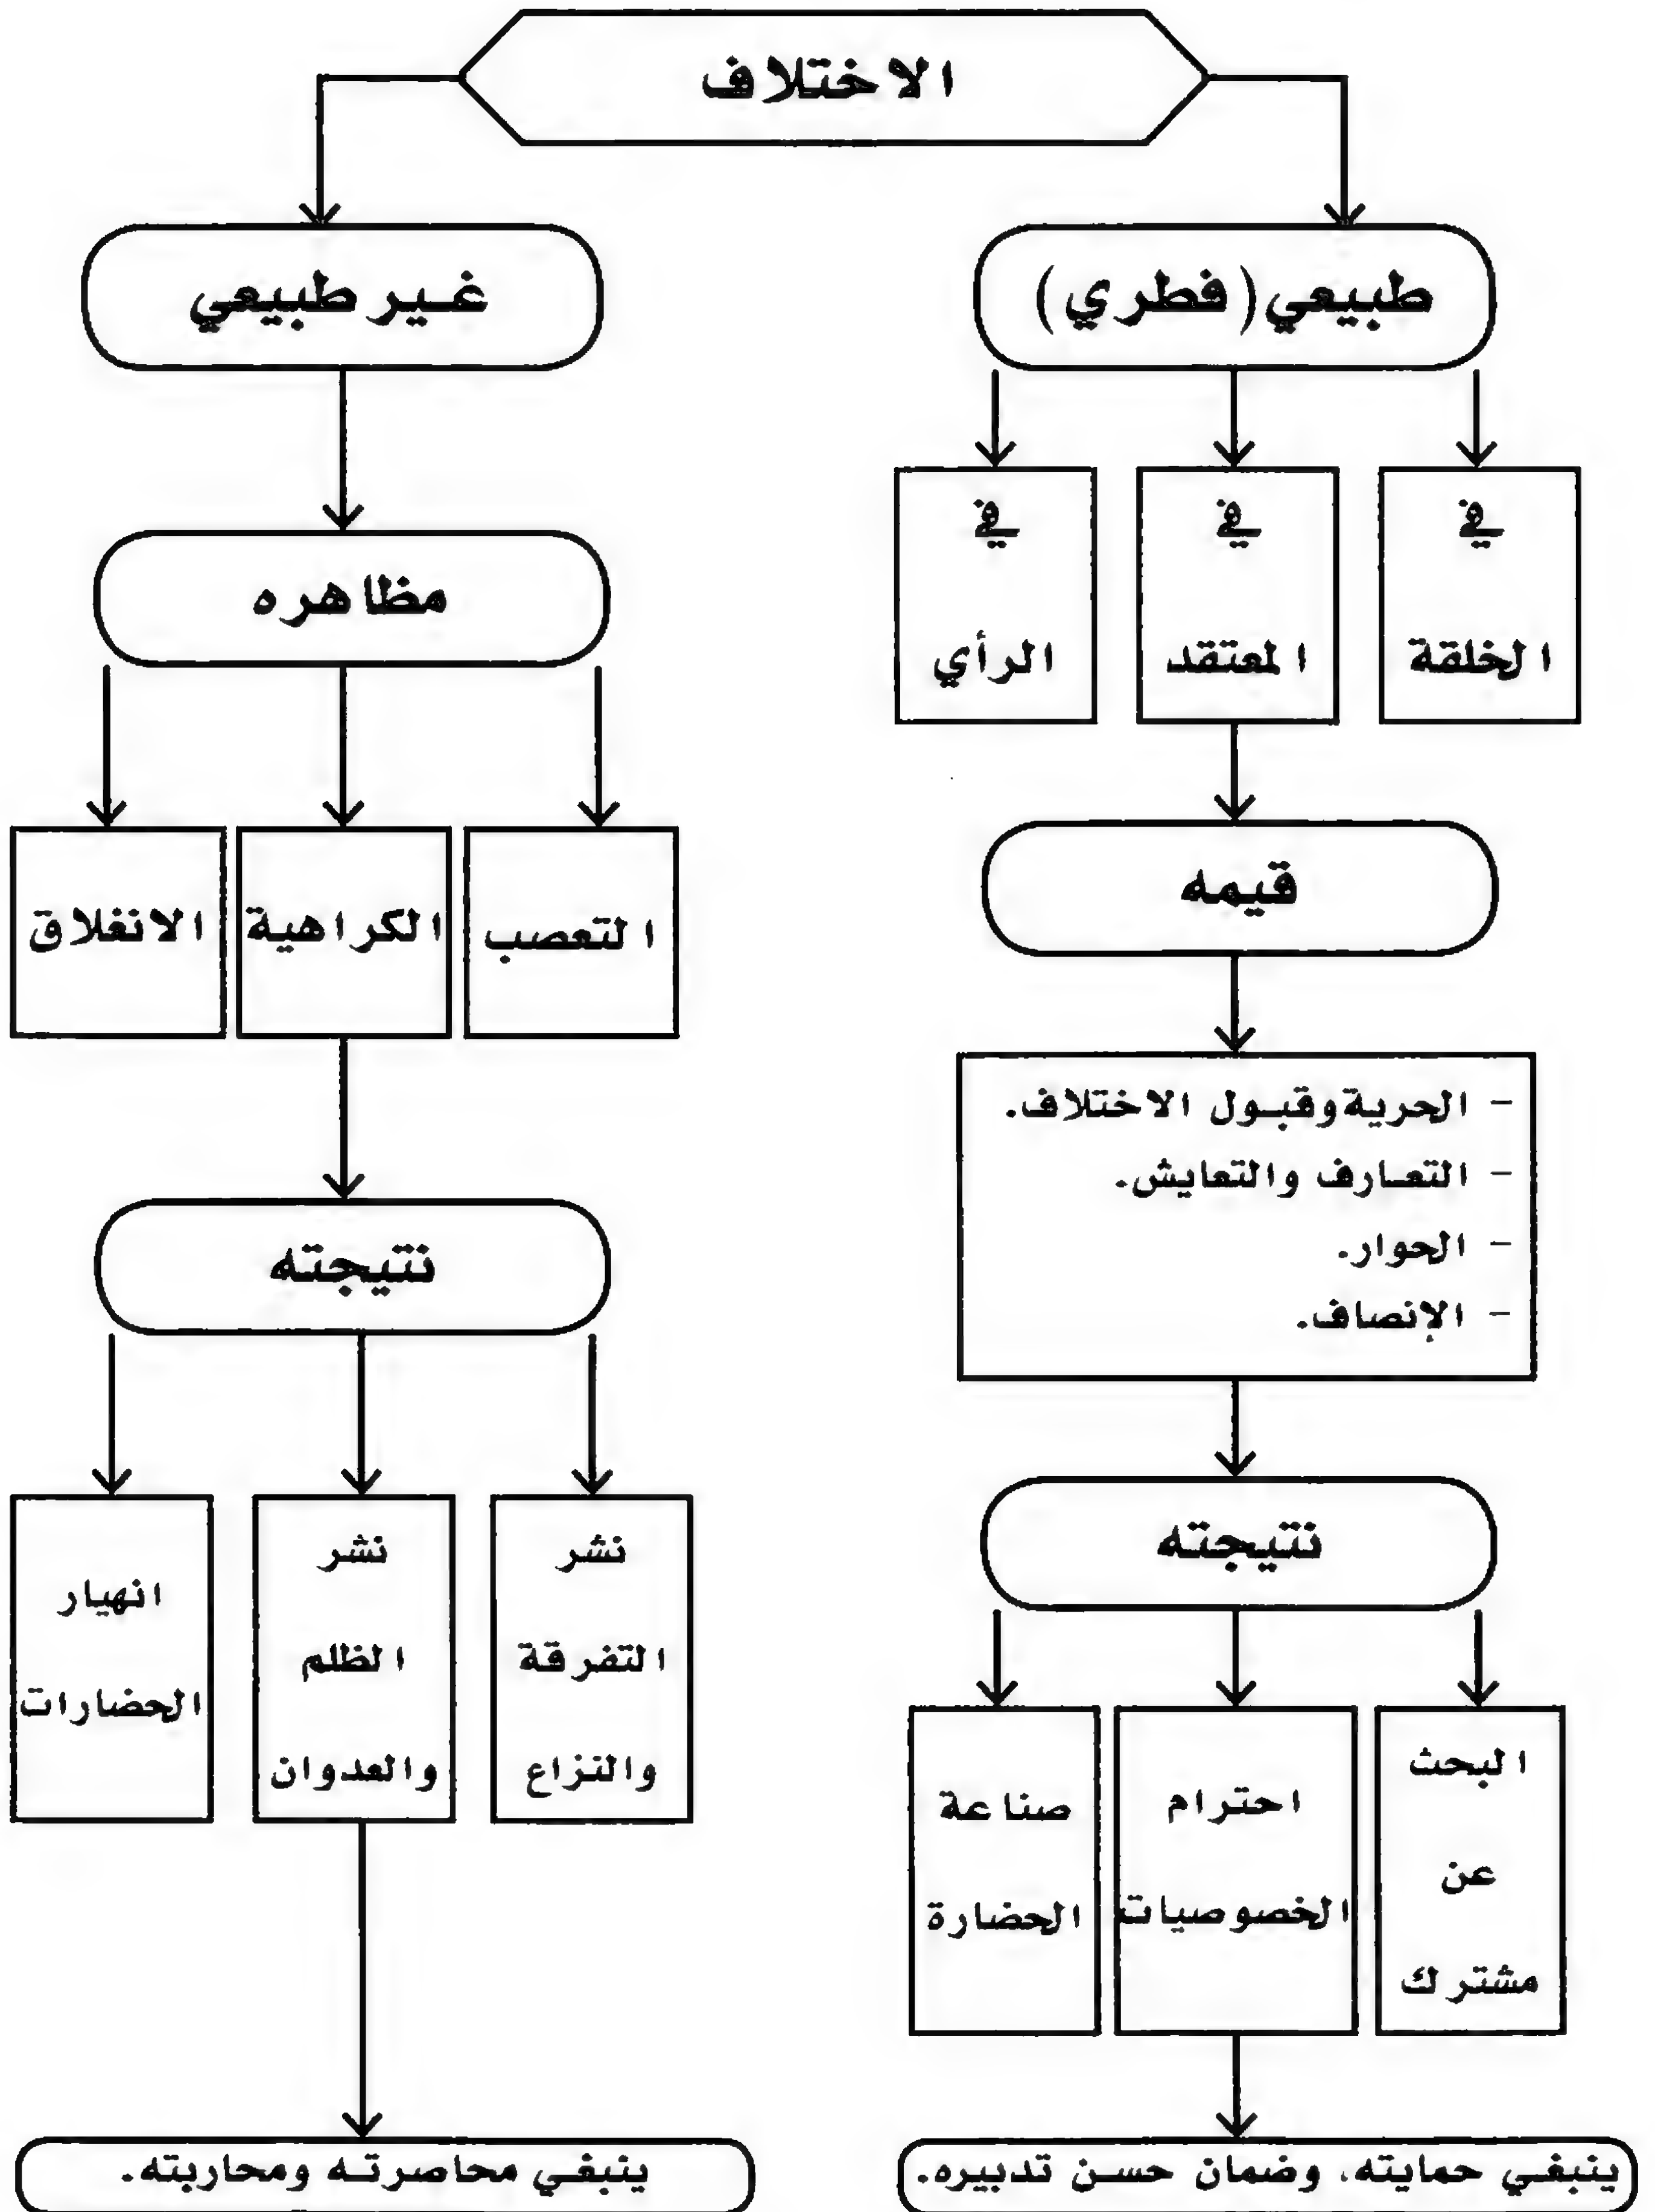 الاختلاف
طبيعي (فطري)
في
الخلقة
في
المعتقد
في
الرأي
قيمه
- الحرية وقبول الاختلاف.
- التعارف والتعايش.
- الحوار.
- الإنصاف.
نتيجته
البحث
عن
مشترك
احترام
الخصوصيات
صناعة
الحضارة
ينبغي حمايته، وضمان حسن تدبيره.
غير طبيعي
مظاهره
التعصب
الكراهية
الانغلاق
نتيجته
نشر
التفرقة
والنزاع
نشر
الظلم
والعدوان
انهيار
الحضارات
ينبغي محاصرته ومحاربته.